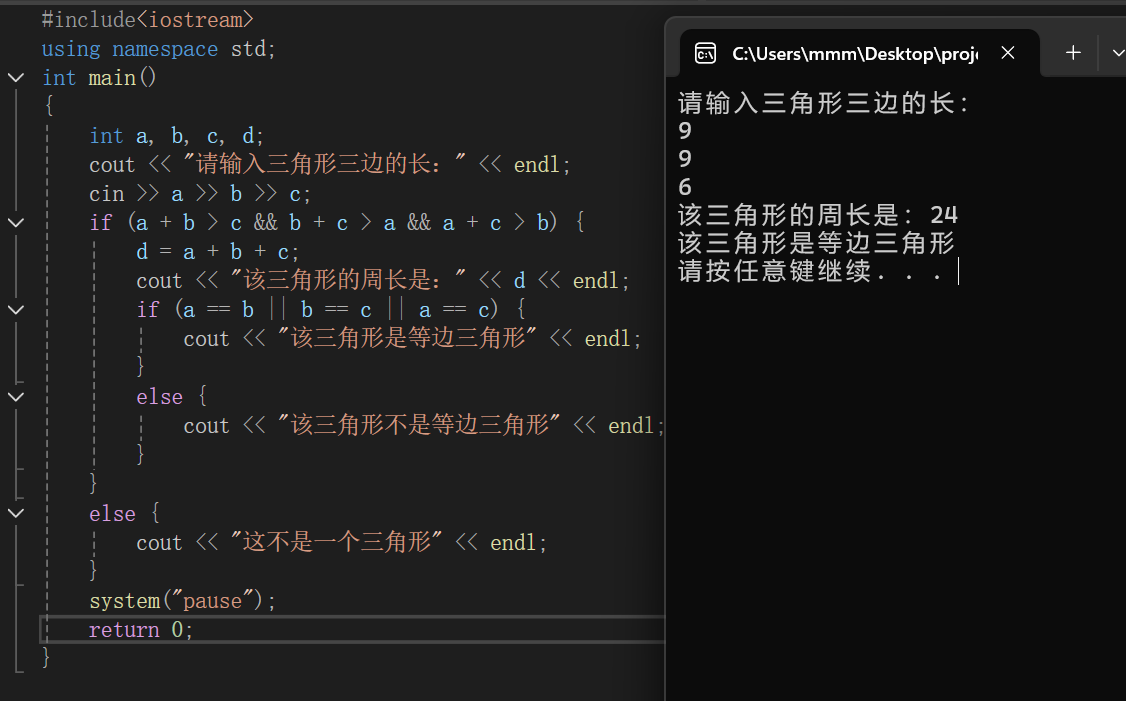 #include<iostream>
using namespace std;
int main()
{
int a, b, c, d;
cout << "请输入三角形三边的长：" << endl;
cin >> a >> b >> c;
if (a + b > c && b + c > a && a + c > b) {
d = a + b + c;
cout << "该三角形的周长是：" << d << endl;
if (a == b || b == c || a == c) {
cout << "该三角形是等边三角形" << endl;
}
else {
cout << "该三角形不是等边三角形" << endl;
}
}
else {
cout << "这不是一个三角形" << endl;
}
system("pause");
return 0;
}
C:\Users\mmm\Desktop\proj
请输入三角形三边的长：
9
9
6
该三角形的周长是：24
该三角形是等边三角形
请按任意键继续. . .